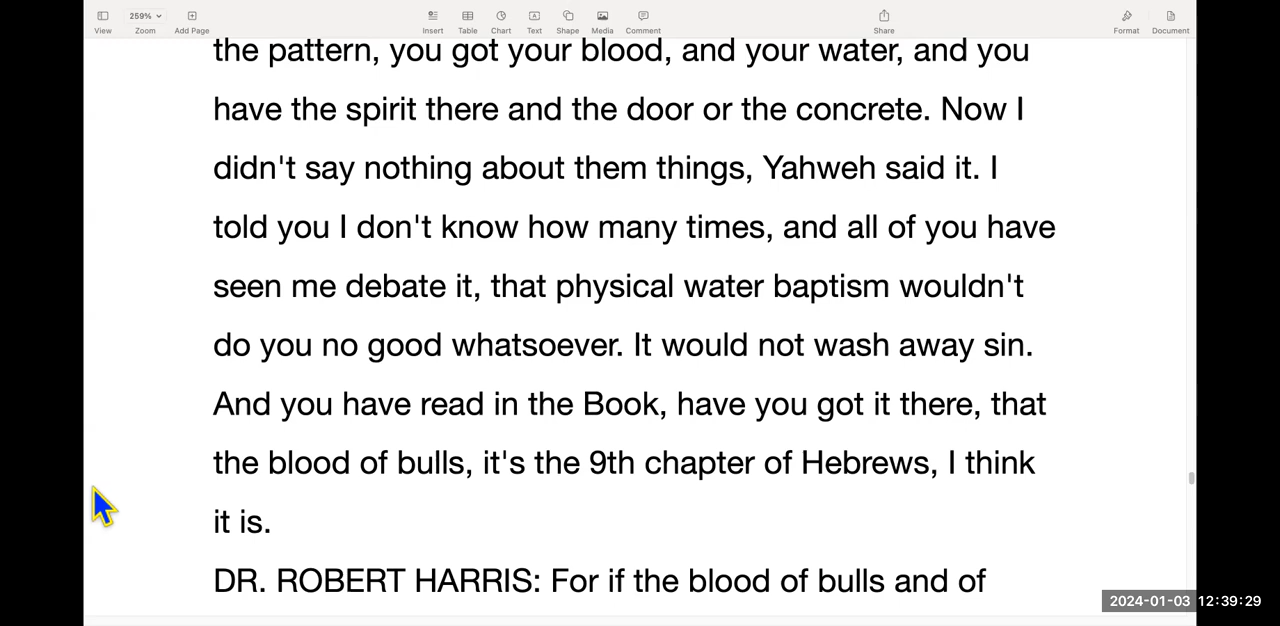 259%
View
Zoom
Add Page
Insert
Table
Chart
Text
Shape
Media
Comment
Share
Format
Document
the pattern, you got your blood, and your water, and you
have the spirit there and the door or the concrete. Now I
didn't say nothing about them things, Yahweh said it. I
told you I don't know how many times, and all of you have
seen me debate it, that physical water baptism wouldn't
do you no good whatsoever. It would not wash away sin.
And you have read in the Book, have you got it there, that
the blood of bulls, it's the 9th chapter of Hebrews, I think
it is.
DR. ROBERT HARRIS: For if the blood of bulls and of
2024-01-03 12:39:29